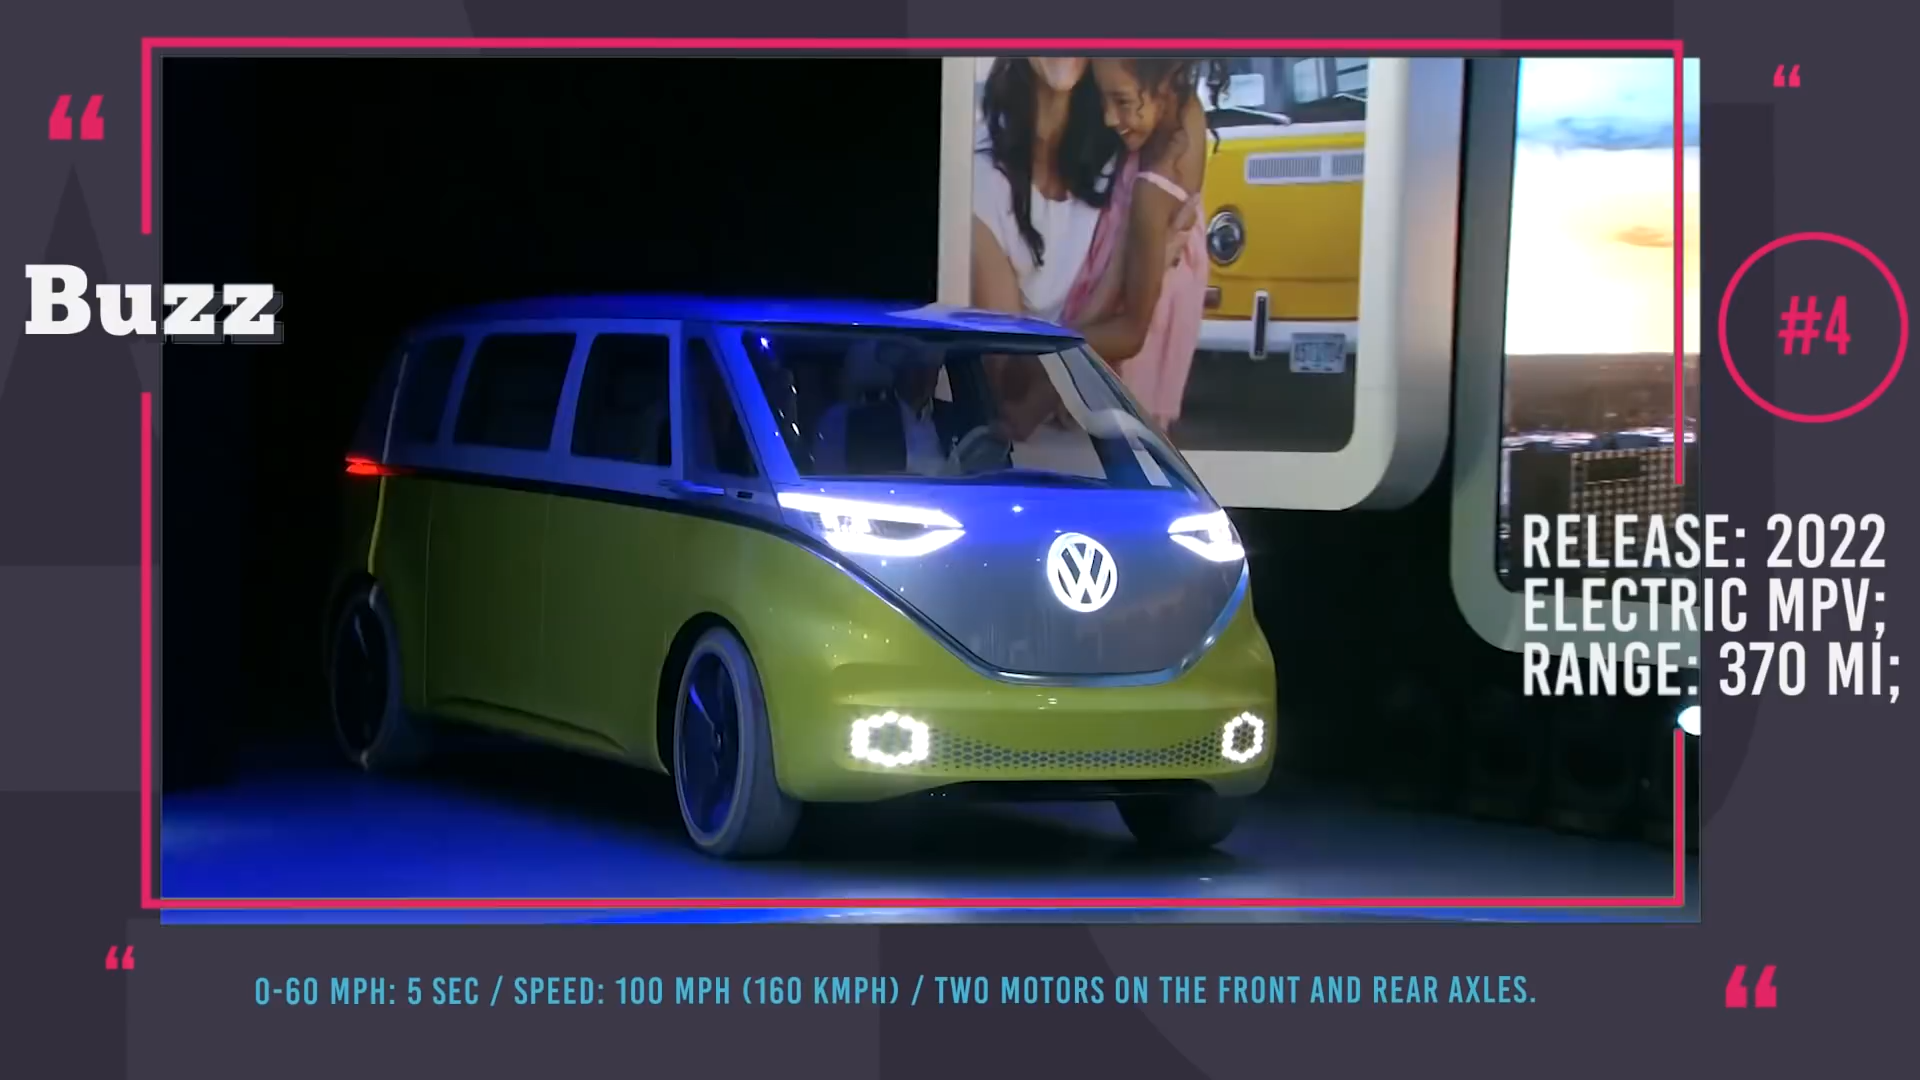 Buzz
#4
RELEASE: 2022
ELECTRIC MPV;
RANGE: 370 MI;
0-60 MPH: 5 SEC / SPEED: 100 MPH (160 KMPH) / TWO MOTORS ON THE FRONT AND REAR AXLES.